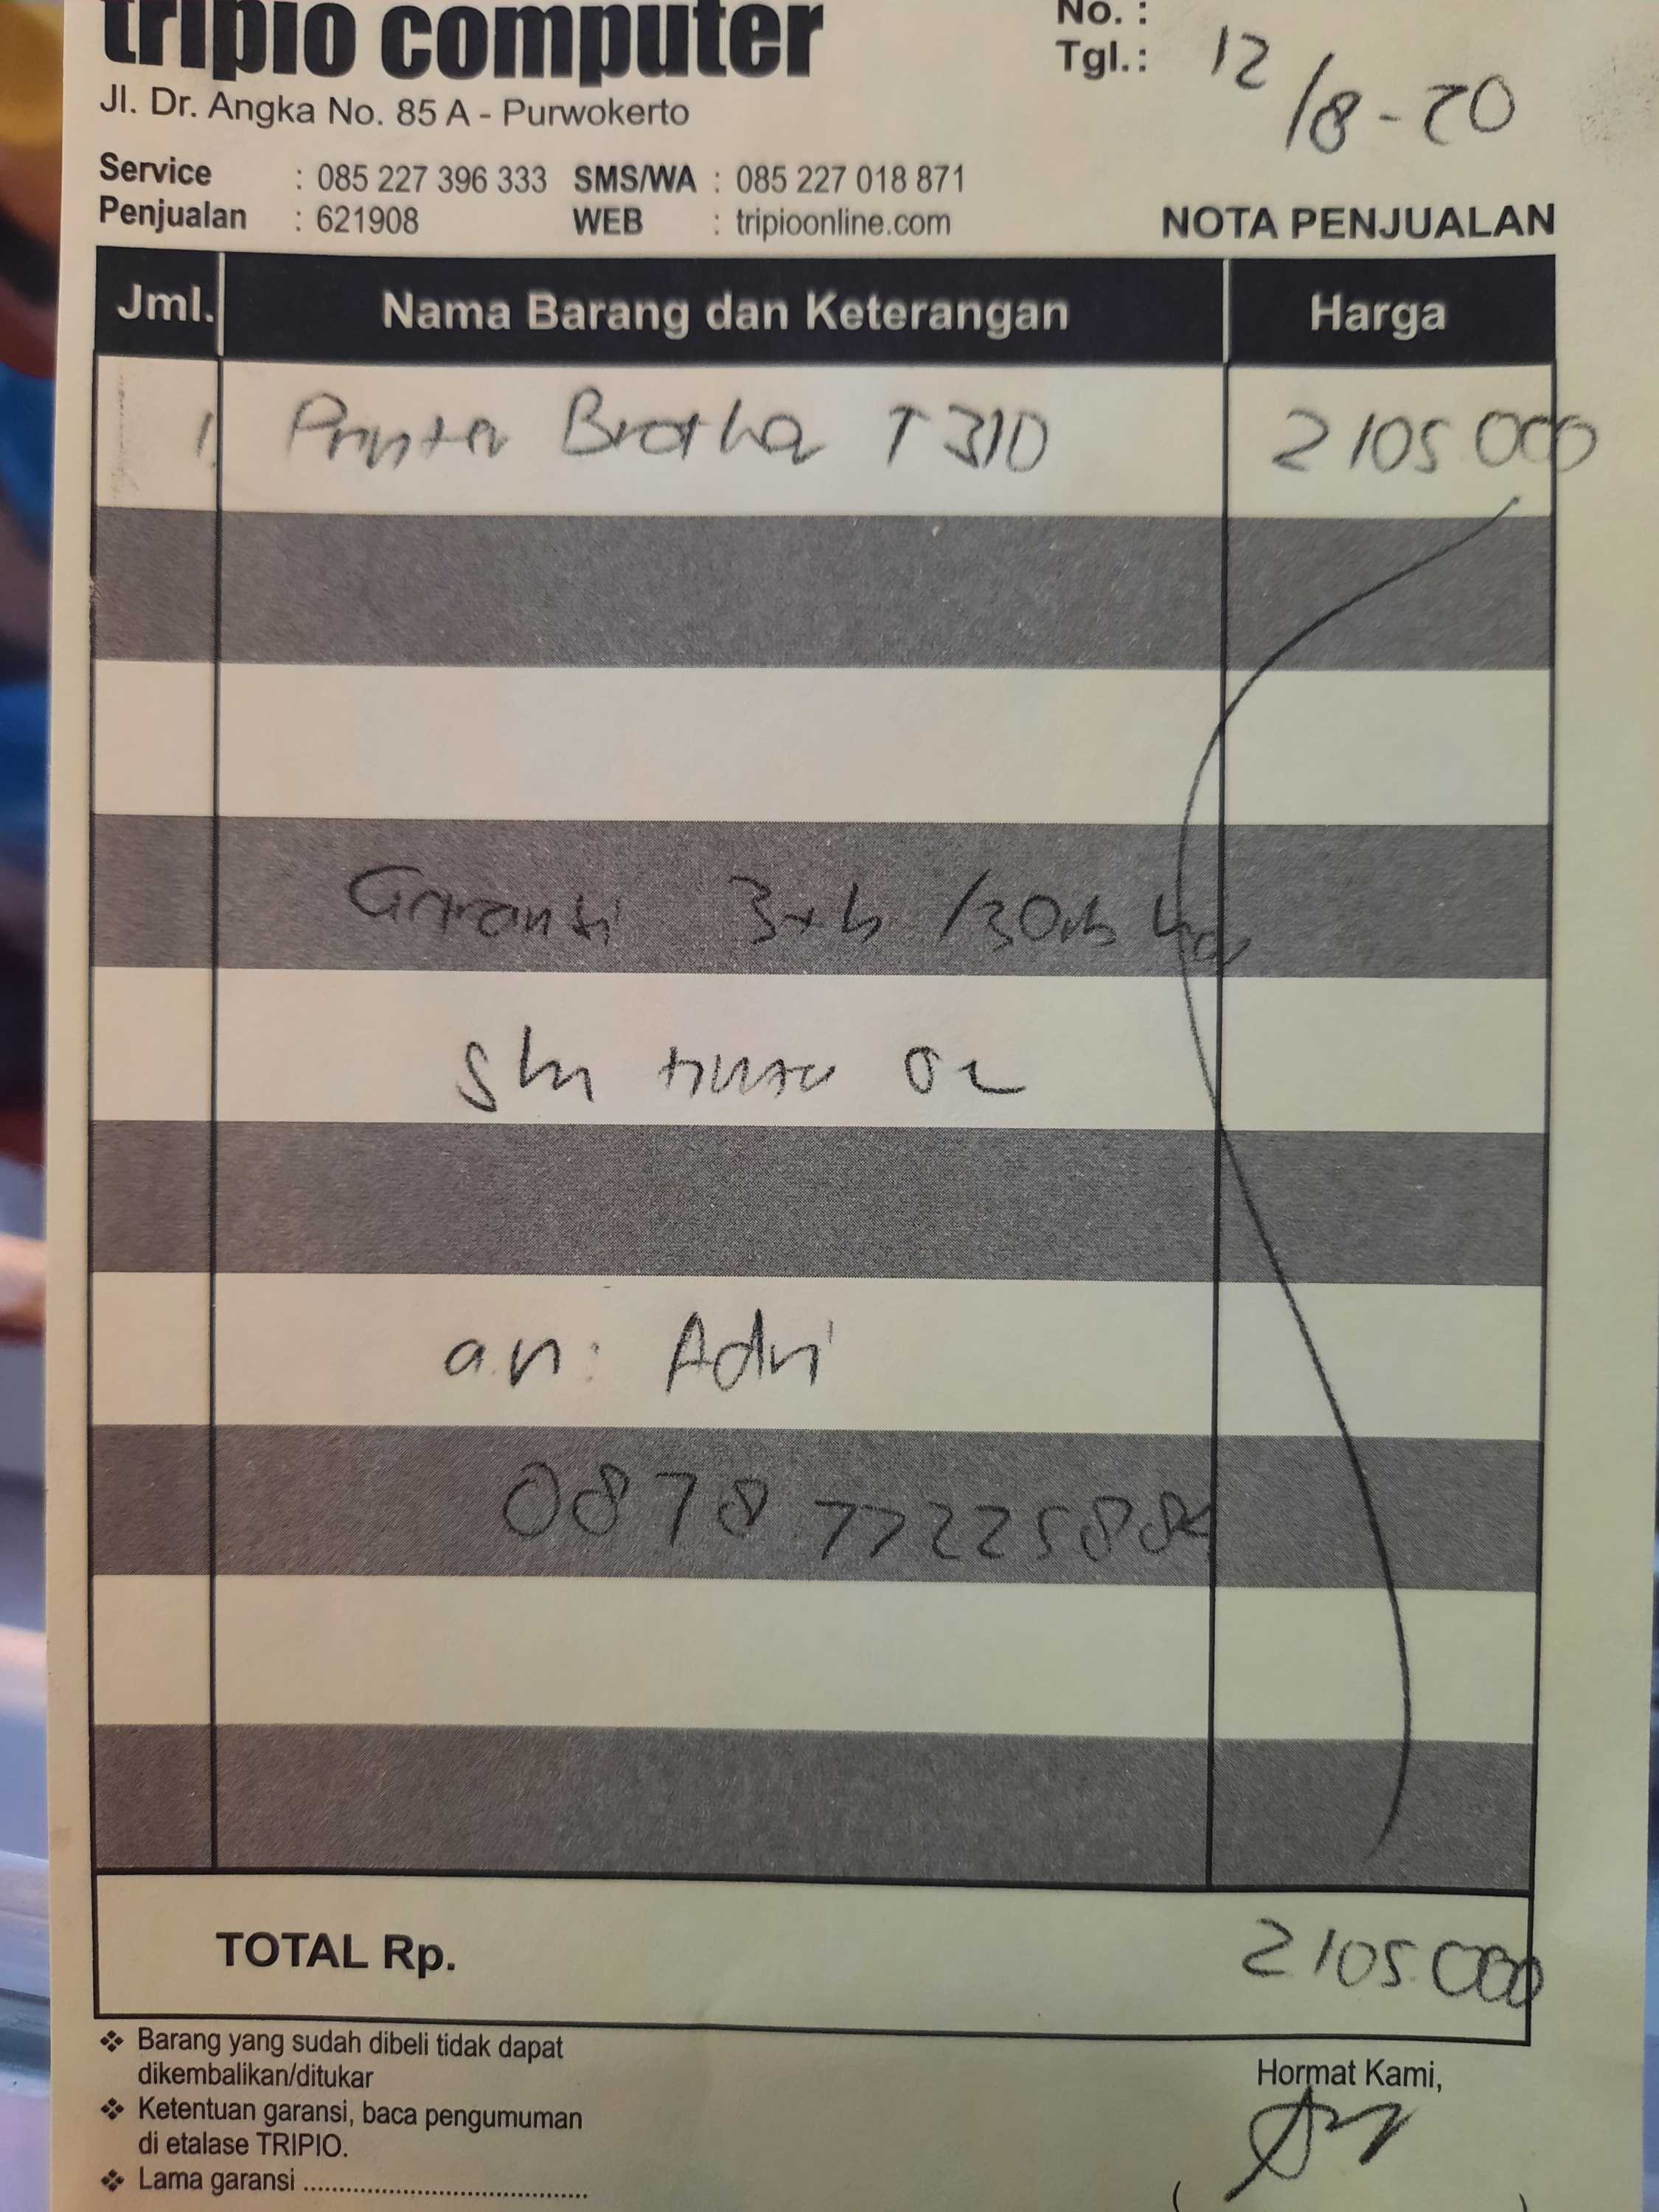 tripio computer
No. :
Tgl.: 12/8-20
Jl. Dr. Angka No. 85 A - Purwokerto
Service : 085 227 396 333 SMS/WA : 085 227 018 871
Penjualan : 621908 WEB : tripioonline.com
NOTA PENJUALAN
Jml. Nama Barang dan Keterangan Harga
1 Printer Brother T310 2105.000
Garansi 3th /30rb
an: Adri
0878 7722588
TOTAL Rp. 2105.000
❖ Barang yang sudah dibeli tidak dapat
dikembalikan/ditukar
❖ Ketentuan garansi, baca pengumuman
di etalase TRIPIO.
❖ Lama garansi ........................................
Hormat Kami,